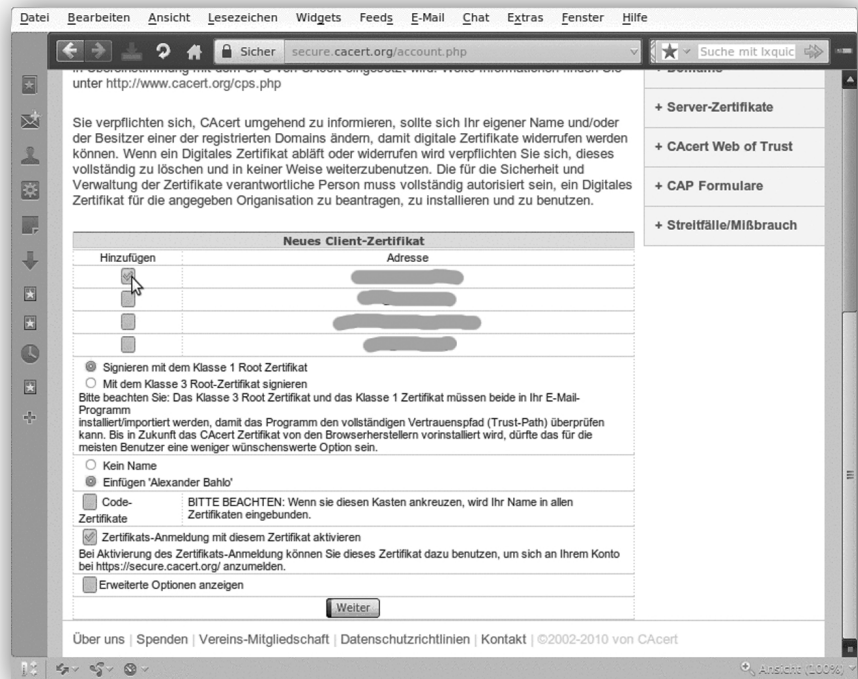 Datei Bearbeiten Ansicht Lesezeichen Widgets Feeds E-Mail Chat Extras Fenster Hilfe
Sicher secure.cacert.org/account.php Suche mit Ixquic
unter http://www.cacert.org/cps.php
Sie verpflichten sich, CAcert umgehend zu informieren, sollte sich Ihr eigener Name und/oder
der Besitzer einer der registrierten Domains ändern, damit digitale Zertifikate widerrufen werden
können. Wenn ein Digitales Zertifikat abläft oder widerrufen wird verpflichten Sie sich, dieses
vollständig zu löschen und in keiner Weise weiterzubenutzen. Die für die Sicherheit und
Verwaltung der Zertifikate verantwortliche Person muss vollständig autorisiert sein, ein Digitales
Zertifikat für die angegeben Origanisation zu beantragen, zu installieren und zu benutzen.
+ Server-Zertifikate
+ CAcert Web of Trust
+ CAP Formulare
+ Streitfälle/Mißbrauch
Neues Client-Zertifikat
Hinzufügen Adresse
Signieren mit dem Klasse 1 Root Zertifikat
Mit dem Klasse 3 Root-Zertifikat signieren
Bitte beachten Sie: Das Klasse 3 Root Zertifikat und das Klasse 1 Zertifikat müssen beide in Ihr E-Mail-
Programm
installiert/importiert werden, damit das Programm den vollständigen Vertrauenspfad (Trust-Path) überprüfen
kann. Bis in Zukunft das CAcert Zertifikat von den Browserherstellern vorinstalliert wird, dürfte das für die
meisten Benutzer eine weniger wünschenswerte Option sein.
Kein Name
Einfügen 'Alexander Bahlo'
Code-
Zertifikate
BITTE BEACHTEN: Wenn sie diesen Kasten ankreuzen, wird Ihr Name in allen
Zertifikaten eingebunden.
Zertifikats-Anmeldung mit diesem Zertifikat aktivieren
Bei Aktivierung des Zertifikats-Anmeldung können Sie dieses Zertifikat dazu benutzen, um sich an Ihrem Konto
bei https://secure.cacert.org/ anzumelden.
Erweiterte Optionen anzeigen
Weiter
Über uns | Spenden | Vereins-Mitgliedschaft | Datenschutzrichtlinien | Kontakt | ©2002-2010 von CAcert
Ansicht (100%)